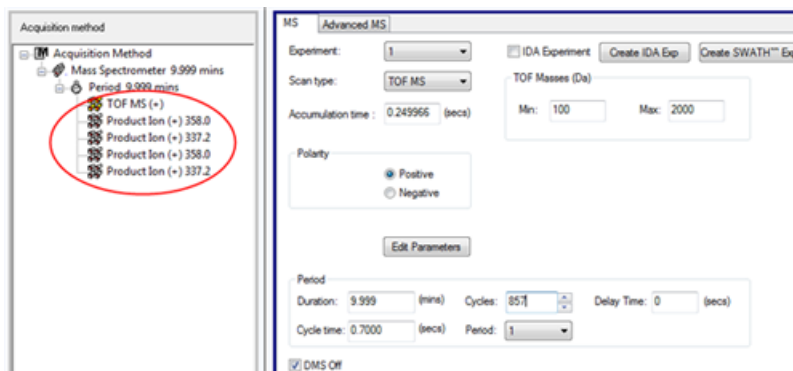 Acquisition method
Acquisition Method
Mass Spectrometer 9.999 mins
Period 9.999 mins
TOF MS (+)
Product Ion (+) 358.0
Product Ion (+) 337.2
Product Ion (+) 358.0
Product Ion (+) 337.2
MS Advanced MS
Experiment: 1 IDA Experiment Create IDA Exp Create SWATH™ Exp
Scan type: TOF MS TOF Masses (Da)
Accumulation time : 0.249966 (secs) Min: 100 Max: 2000
Polarity
Positive
Negative
Edit Parameters
Period
Duration: 9.999 (mins) Cycles: 857 Delay Time: 0 (secs)
Cycle time: 0.7000 (secs) Period: 1
DMS Off